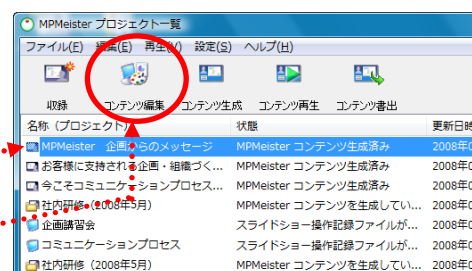 MPMeister プロジェクト一覧
ファイル(F) 編集(E) 再生(V) 設定(S) ヘルプ(H)
収録 コンテンツ編集 コンテンツ生成 コンテンツ再生 コンテンツ書出
名称 (プロジェクト) 状態 更新日時
MPMeister 企画からのメッセージ MPMeister コンテンツ生成済み 2008年0
お客様に支持される企画・組織づく... MPMeister コンテンツ生成済み 2008年0
今こそコミュニケーションプロセス... MPMeister コンテンツ生成済み 2008年0
社内研修 (2008年5月) MPMeister コンテンツを生成してい... 2008年0
企画講習会 スライドショー操作記録ファイルが... 2008年0
コミュニケーションプロセス スライドショー操作記録ファイルが... 2008年0
社内研修 (2008年5月) MPMeister コンテンツを生成してい... 2008年0